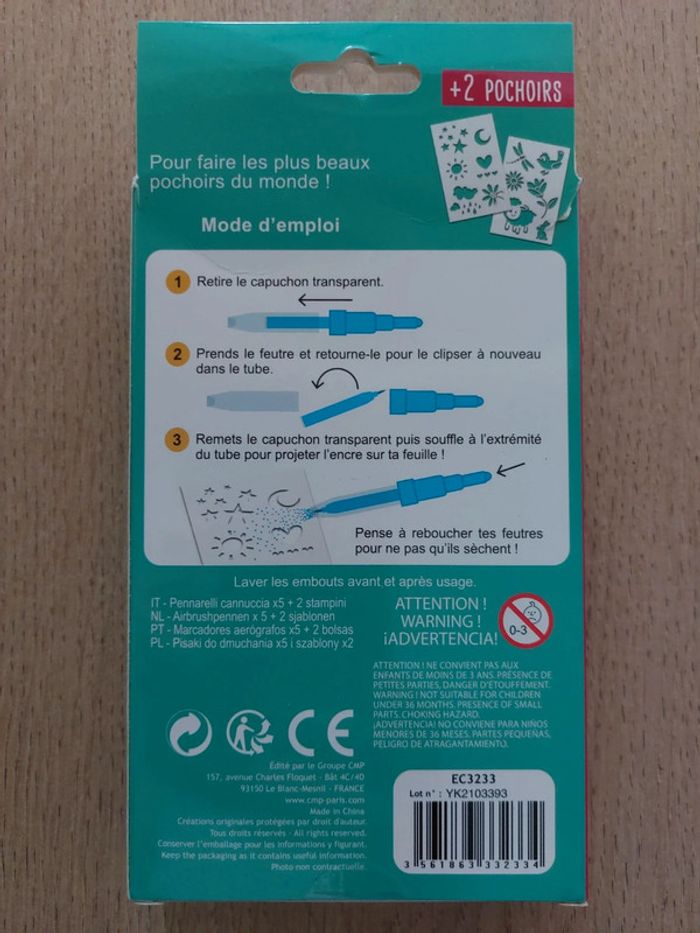 +2 POCHOIRS
Pour faire les plus beaux
pochoirs du monde !
Mode d'emploi
1 Retire le capuchon transparent.
2 Prends le feutre et retourne-le pour le clipser à nouveau
dans le tube.
3 Remets le capuchon transparent puis souffle à l'extrémité
du tube pour projeter l'encre sur ta feuille !
Pense à reboucher tes feutres
pour ne pas qu'ils sèchent !
Laver les embouts avant et après usage.
IT - Pennarelli cannuccia x5 + 2 stampini
NL - Airbrushpennen x5 + 2 sjablonen
PT - Marcadores aerógrafos x5 + 2 bolsas
PL - Pisaki do dmuchania x5 i szablony x2
ATTENTION !
WARNING !
¡ADVERTENCIA!
0-3
ATTENTION ! NE CONVIENT PAS AUX
ENFANTS DE MOINS DE 3 ANS. PRÉSENCE DE
PETITES PARTIES, DANGER D'ÉTOUFFEMENT.
WARNING ! NOT SUITABLE FOR CHILDREN
UNDER 36 MONTHS. PRESENCE OF SMALL
PARTS. CHOKING HAZARD.
¡ADVERTENCIA! NO CONVIENE PARA NIÑOS
MENORES DE 36 MESES. PARTES PEQUEÑAS,
PELIGRO DE ATRAGANTAMIENTO.
CE
Édité par le Groupe CMP
157, avenue Charles Floquet - Bât 4C/4D
93150 Le Blanc-Mesnil - FRANCE
www.cmp-paris.com
Made in China
Créations originales protégées par droit d'auteur.
Tous droits réservés - All rights reserved.
Conserver l'emballage pour les informations y figurant.
Keep the packaging as it contains useful information.
Photo non contractuelle.
EC3233
Lot n° : YK2103393
3 561863 332334